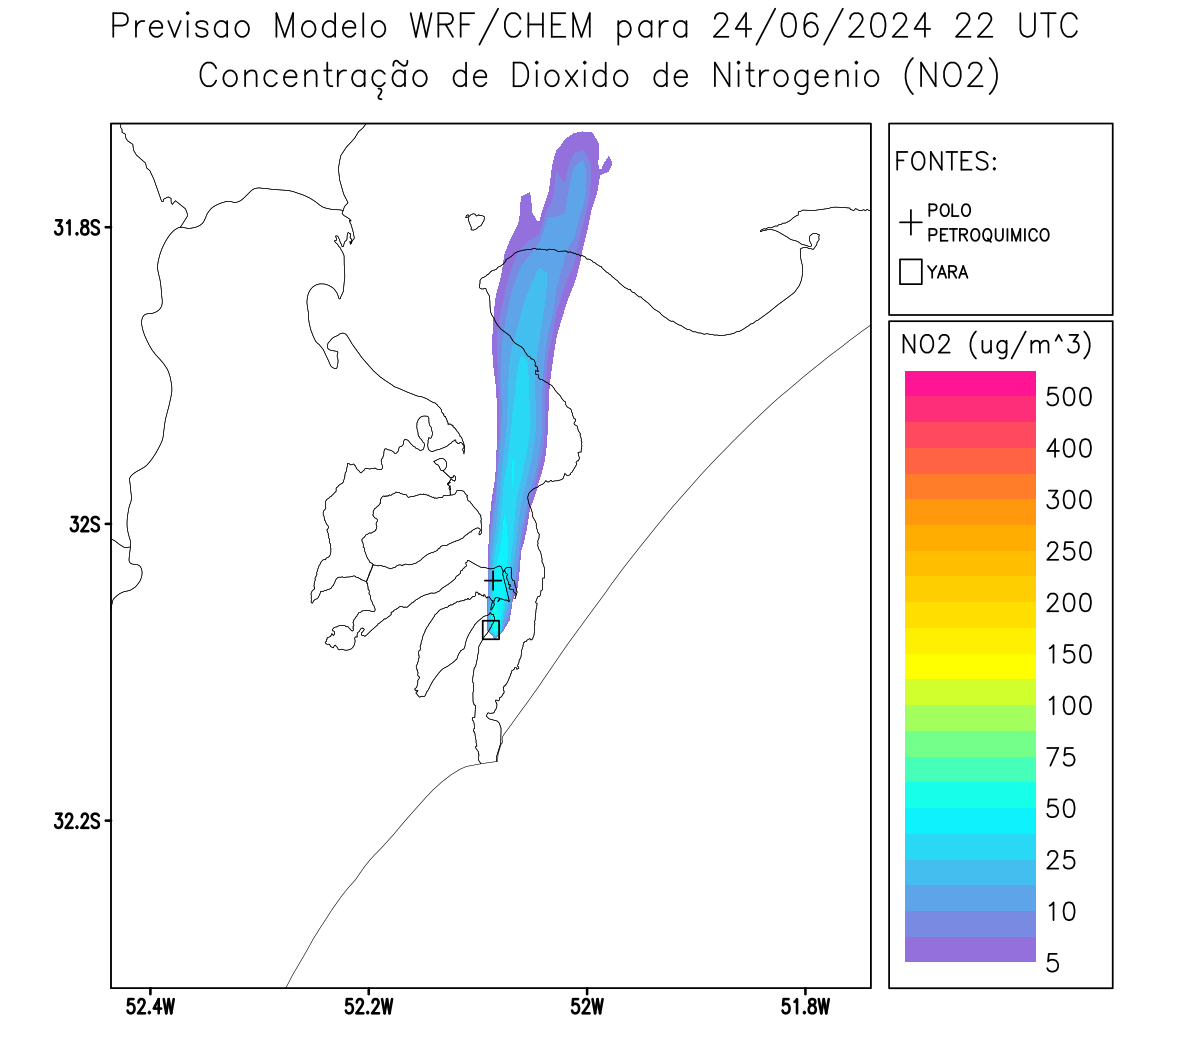 Previsao Modelo WRF/CHEM para 24/06/2024 22 UTC
Concentração de Dioxido de Nitrogenio (NO2)
FONTES:
POLO
PETROQUIMICO
YARA
NO2 (ug/m^3)
500
400
300
250
200
150
100
75
50
25
10
5
31.8S
32S
32.2S
52.4W
52.2W
52W
51.8W